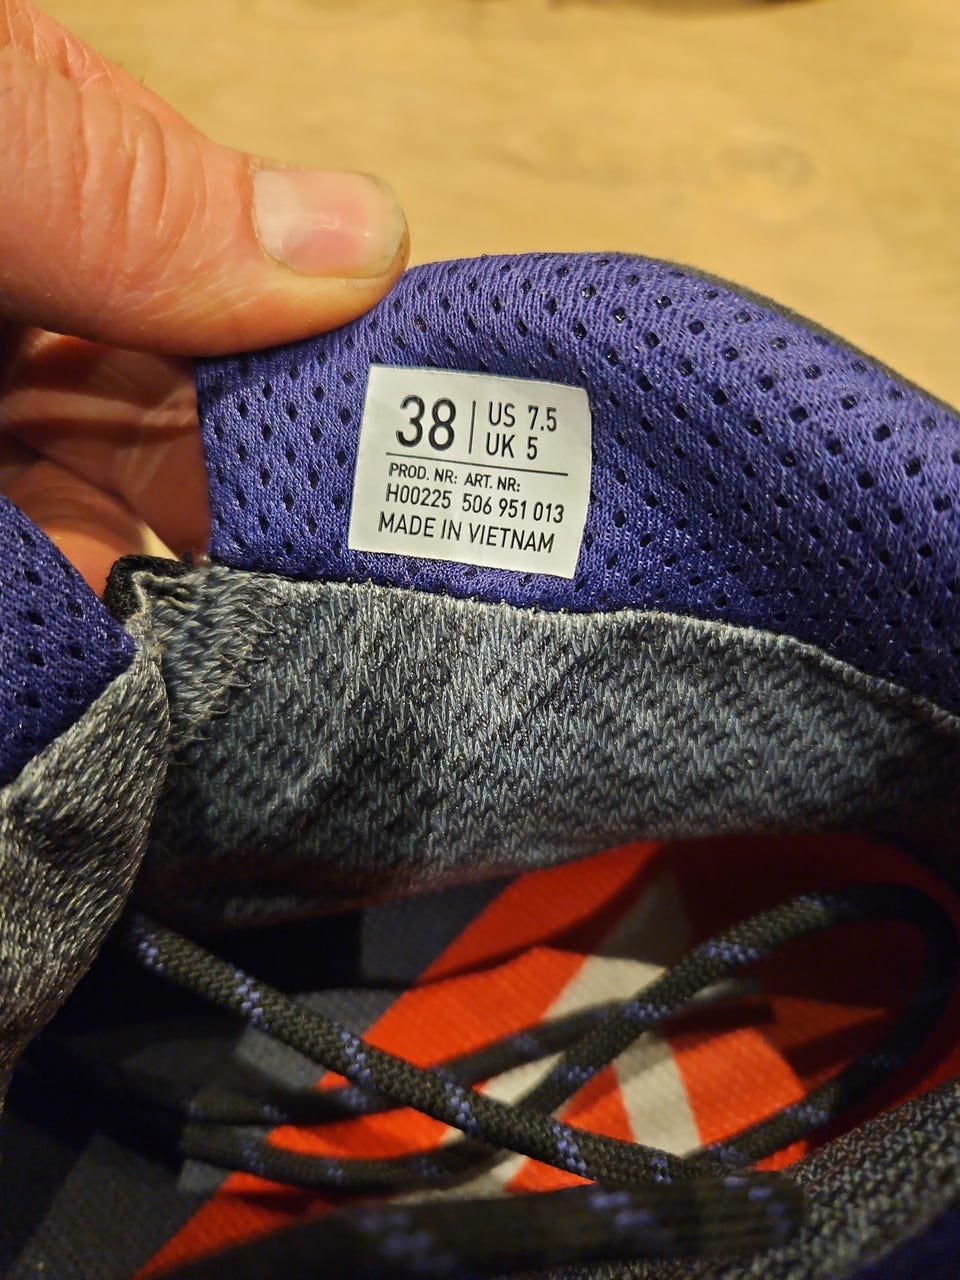 38 | US 7.5
UK 5
PROD. NR: ART. NR:
H00225 506 951 013
MADE IN VIETNAM